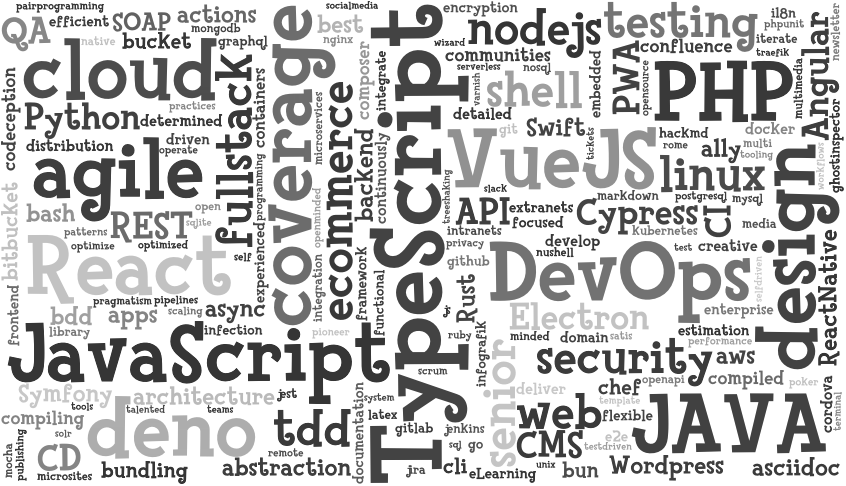 pairprogramming
QA
efficient
SOAP
actions
mongodb
native
bucket
graphql
cloud
practices
Python
determined
codeception
distribution
driven
operate
agile
fullstack
containers
programming
experienced
coverage
socialmedia
best
nginx
composer
integrate
microservices
ecommerce
backend
continuously
openminded
integration
framework
functional
TypeScript
encryption
wizard
nodejs
communities
serverless
nosql
varnish
shell
detailed
embedded
testing
confluence
PWA
opensource
PHP
i18n
phpunit
iterate
traefik
multimedia
Angular
newsletter
ghostinspector
VueJS
git
Swift
tickets
hackmd
rome
ally
docker
multi
tooling
workflows
linux
slack
treeshaking
API
extranets
focused
intranets
markdown
postgresql
mysql
Cypress
Kubernetes
CI
media
design
bash
bitbucket
patterns
REST
open
sqlite
optimize
optimized
self
React
privacy
github
develop
nushell
test
creative
selfdriven
DevOps
Rust
enterprise
ReactNative
frontend
pragmatism
pipelines
bdd
apps
scaling
async
library
infection
pioneer
JavaScript
jr
ruby
infografik
scrum
Electron
minded
domain
satis
estimation
performance
security
aws
openapi
compiled
poker
cordova
terminal
Symfony
architecture
jest
tools
talented
teams
compiling
solr
deno
tdd
remote
system
latex
documentation
gitlab
jenkins
sql
go
senior
deliver
chef
template
flexible
web
JAVA
CMS
e2e
testdriven
mocha
publishing
CD
microsites
bundling
abstraction
jira
cli
eLearning
unix
bun
Wordpress
asciidoc